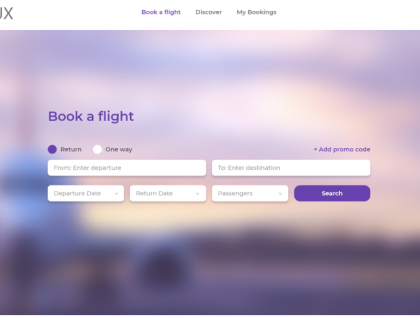 UX
Book a flight Discover My Bookings
Book a flight
Return One way + Add promo code
From: Enter departure To: Enter destination
Departure Date Return Date Passengers Search